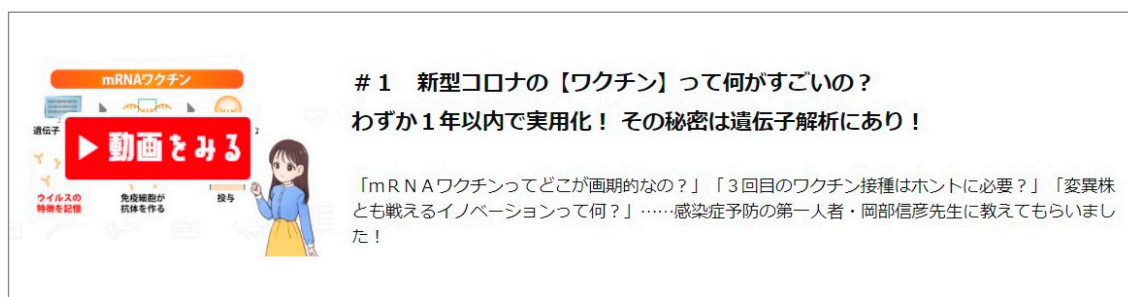 mRNAワクチン
遺伝子
▶動画をみる
ウイルスの
特徴を記憶
免疫細胞が
抗体を作る
投与
#1 新型コロナの【ワクチン】って何がすごいの?
わずか1年以内で実用化! その秘密は遺伝子解析にあり!
「mRNAワクチンってどこが画期的なの?」「3回目のワクチン接種はホントに必要?」「変異株
とも戦えるイノベーションって何?」……感染症予防の第一人者・岡部信彦先生に教えてもらいまし
た!